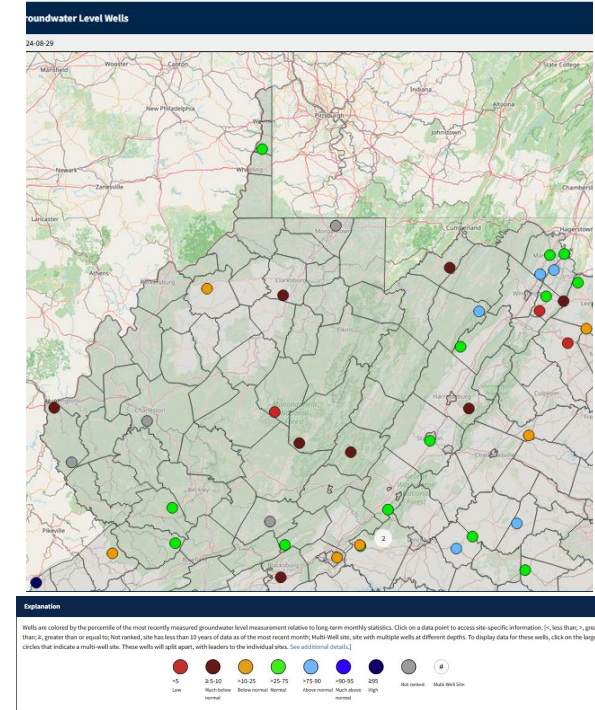 roundwater Level Wells
24-08-29
Mansfield
Wooster
Canton
State College
New Philadelphia
Indiana
Altoona
Pittsburgh
Johnstown
Newark
Wheeling
Zanesville
Chambers
Lancaster
Cumberland
Hagerstown
Athens
Parkersburg
Clarksburg
Elkins
Charleston
Culpeper
Beckley
Pikeville
Blacksburg
2
Explanation
Wells are colored by the percentile of the most recently measured groundwater level measurement relative to long-term monthly statistics. Click on a data point to access site-specific information. [<, less than; >, grea
than; ≥, greater than or equal to; Not ranked, site has less than 10 years of data as of the most recent month; Multi-Well site, site with multiple wells at different depths. To display data for these wells, click on the large
circles that indicate a multi-well site. These wells will split apart, with leaders to the individual sites. See additional details.]
#
<5 ≥5-10 >10-25 >25-75 >75-90 >90-95 ≥95 Not ranked Multi-Well Site
Low Much below Below normal Normal Above normal Much above High
normal normal